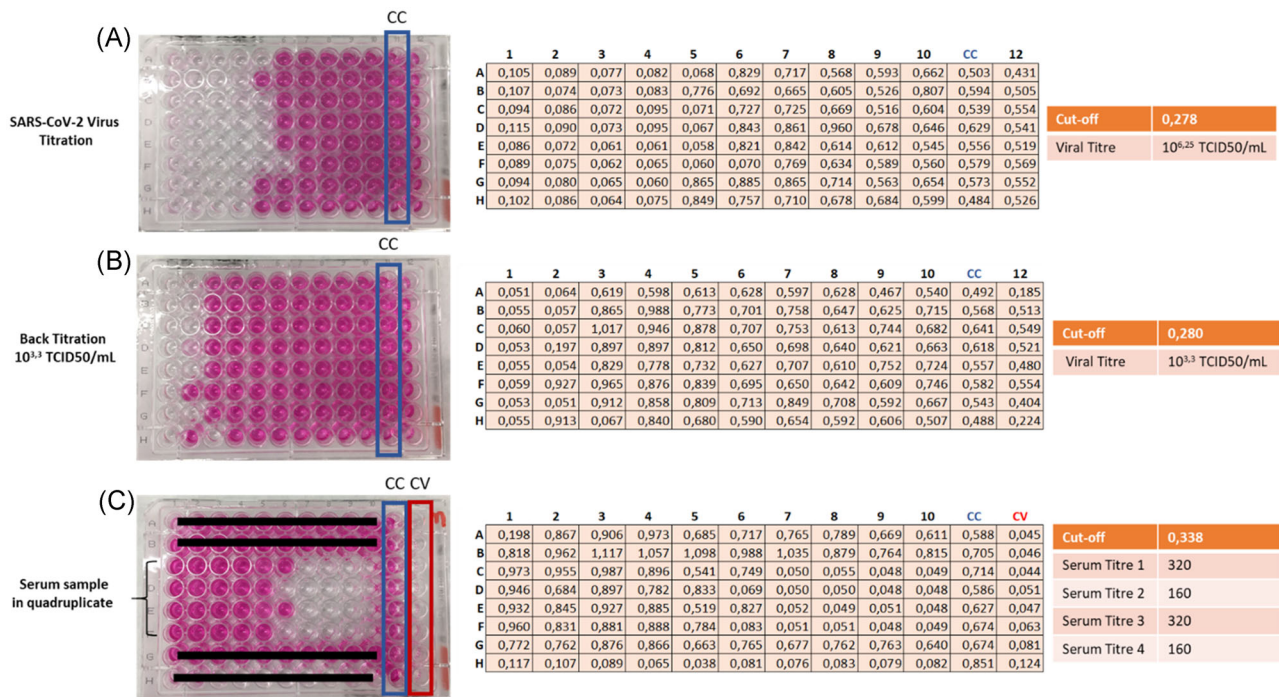 CC
(A)
SARS-CoV-2 Virus
Titration
1 2 3 4 5 6 7 8 9 10 CC 12
A 0,105 0,089 0,077 0,082 0,068 0,829 0,717 0,568 0,593 0,662 0,503 0,431
B 0,107 0,074 0,073 0,083 0,776 0,692 0,665 0,605 0,526 0,807 0,594 0,505
C 0,094 0,086 0,072 0,095 0,071 0,727 0,725 0,669 0,516 0,604 0,539 0,554
D 0,115 0,090 0,073 0,095 0,067 0,843 0,861 0,960 0,678 0,646 0,629 0,541
E 0,086 0,072 0,061 0,061 0,058 0,821 0,842 0,614 0,612 0,545 0,556 0,519
F 0,089 0,075 0,062 0,065 0,060 0,070 0,769 0,634 0,589 0,560 0,579 0,569
G 0,094 0,080 0,065 0,060 0,865 0,885 0,865 0,714 0,563 0,654 0,573 0,552
H 0,102 0,086 0,064 0,075 0,849 0,757 0,710 0,678 0,684 0,599 0,484 0,526
Cut-off 0,278
Viral Titre 10^6,25 TCID50/mL
CC
(B)
Back Titration
10^3,3 TCID50/mL
1 2 3 4 5 6 7 8 9 10 CC 12
A 0,051 0,064 0,619 0,598 0,613 0,628 0,597 0,628 0,467 0,540 0,492 0,185
B 0,055 0,057 0,865 0,988 0,773 0,701 0,758 0,647 0,625 0,715 0,568 0,513
C 0,060 0,057 1,017 0,946 0,878 0,707 0,753 0,613 0,744 0,682 0,641 0,549
D 0,053 0,197 0,897 0,897 0,812 0,650 0,698 0,640 0,621 0,663 0,618 0,521
E 0,055 0,054 0,829 0,778 0,732 0,627 0,707 0,610 0,752 0,724 0,557 0,480
F 0,059 0,927 0,965 0,876 0,839 0,695 0,650 0,642 0,609 0,746 0,582 0,554
G 0,053 0,051 0,912 0,858 0,809 0,713 0,849 0,708 0,592 0,667 0,543 0,404
H 0,055 0,913 0,067 0,840 0,680 0,590 0,654 0,592 0,606 0,507 0,488 0,224
Cut-off 0,280
Viral Titre 10^3,3 TCID50/mL
CC CV
(C)
Serum sample
in quadruplicate
1 2 3 4 5 6 7 8 9 10 CC CV
A 0,198 0,867 0,906 0,973 0,685 0,717 0,765 0,789 0,669 0,611 0,588 0,045
B 0,818 0,962 1,117 1,057 1,098 0,988 1,035 0,879 0,764 0,815 0,705 0,046
C 0,973 0,955 0,987 0,896 0,541 0,749 0,050 0,055 0,048 0,049 0,714 0,044
D 0,946 0,684 0,897 0,782 0,833 0,069 0,050 0,050 0,048 0,048 0,586 0,051
E 0,932 0,845 0,927 0,885 0,519 0,827 0,052 0,049 0,051 0,048 0,627 0,047
F 0,960 0,831 0,881 0,888 0,784 0,083 0,051 0,051 0,048 0,049 0,674 0,063
G 0,772 0,762 0,876 0,866 0,663 0,765 0,677 0,762 0,763 0,640 0,674 0,081
H 0,117 0,107 0,089 0,065 0,038 0,081 0,076 0,083 0,079 0,082 0,851 0,124
Cut-off 0,338
Serum Titre 1 320
Serum Titre 2 160
Serum Titre 3 320
Serum Titre 4 160